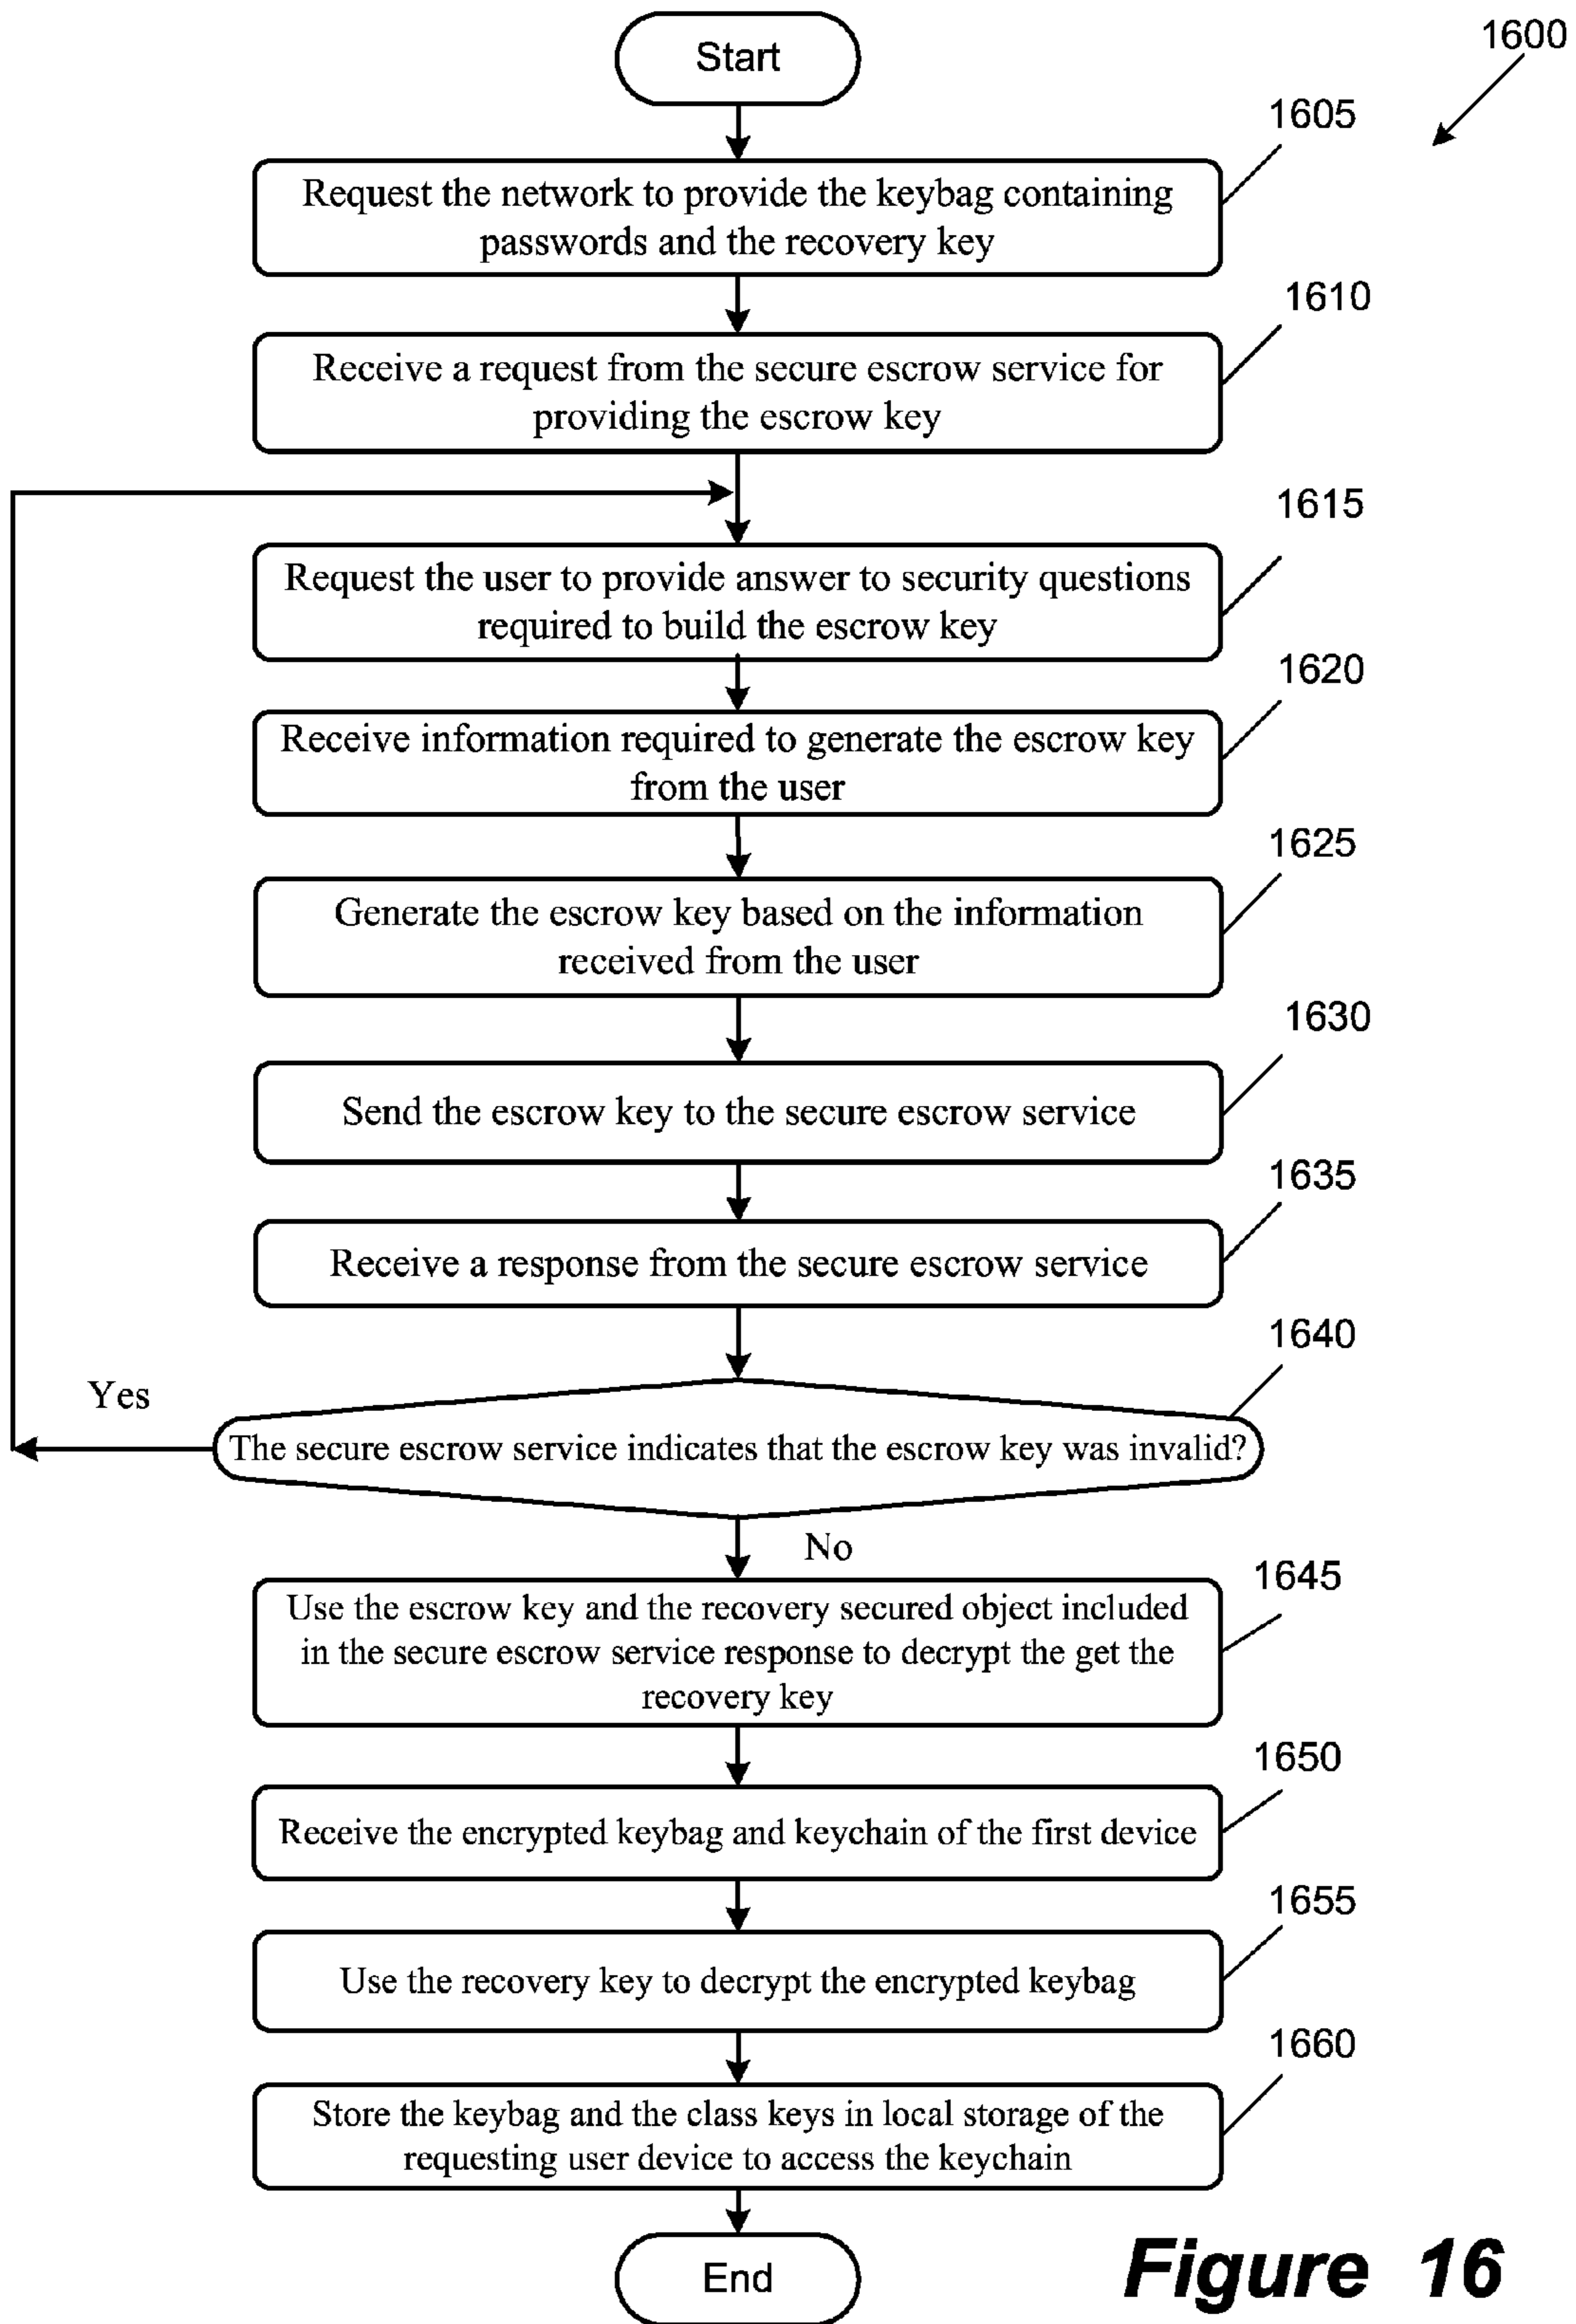 Start
1600
1605
Request the network to provide the keybag containing
passwords and the recovery key
1610
Receive a request from the secure escrow service for
providing the escrow key
1615
Request the user to provide answer to security questions
required to build the escrow key
1620
Receive information required to generate the escrow key
from the user
1625
Generate the escrow key based on the information
received from the user
1630
Send the escrow key to the secure escrow service
1635
Receive a response from the secure escrow service
1640
Yes
The secure escrow service indicates that the escrow key was invalid?
No
1645
Use the escrow key and the recovery secured object included
in the secure escrow service response to decrypt the get the
recovery key
1650
Receive the encrypted keybag and keychain of the first device
1655
Use the recovery key to decrypt the encrypted keybag
1660
Store the keybag and the class keys in local storage of the
requesting user device to access the keychain
End
Figure 16